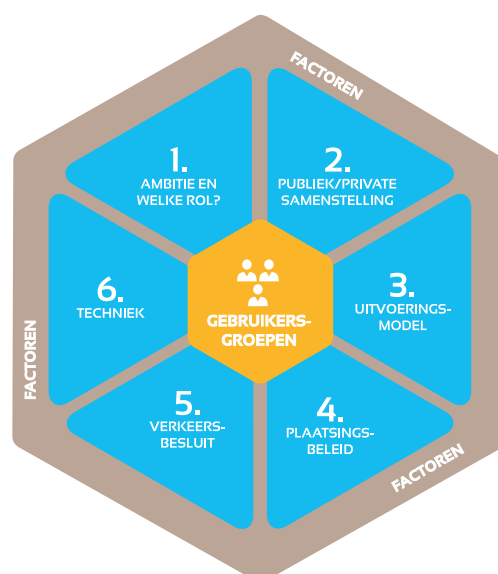 FACTOREN
1.
AMBITIE EN
WELKE ROL?
2.
PUBLIEK/PRIVATE
SAMENSTELLING
3.
UITVOERINGS-
MODEL
4.
PLAATSINGS-
BELEID
5.
VERKEERS-
BESLUIT
6.
TECHNIEK
GEBRUIKERS-
GROEPEN
FACTOREN
FACTOREN